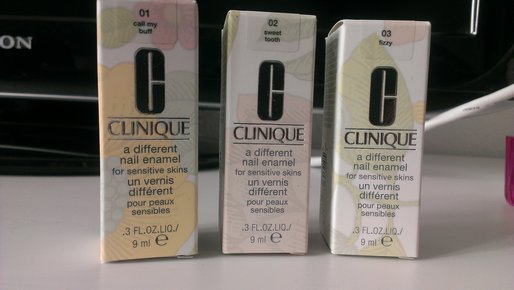 ON
01
call my
buff
C
CLINIQUE
a different
nail enamel
for sensitive skins
un vernis
différent
pour peaux
sensibles
.3 FL.OZ.LIQ./
9 ml e
02
sweet
tooth
C
CLINIQUE
a different
nail enamel
for sensitive skins
un vernis
différent
pour peaux
sensibles
.3 FL.OZ.LIQ./
9 ml e
03
fizzy
C
CLINIQUE
a different
nail enamel
for sensitive skins
un vernis
différent
pour peaux
sensibles
.3 FL.OZ.LIQ./
9 ml e